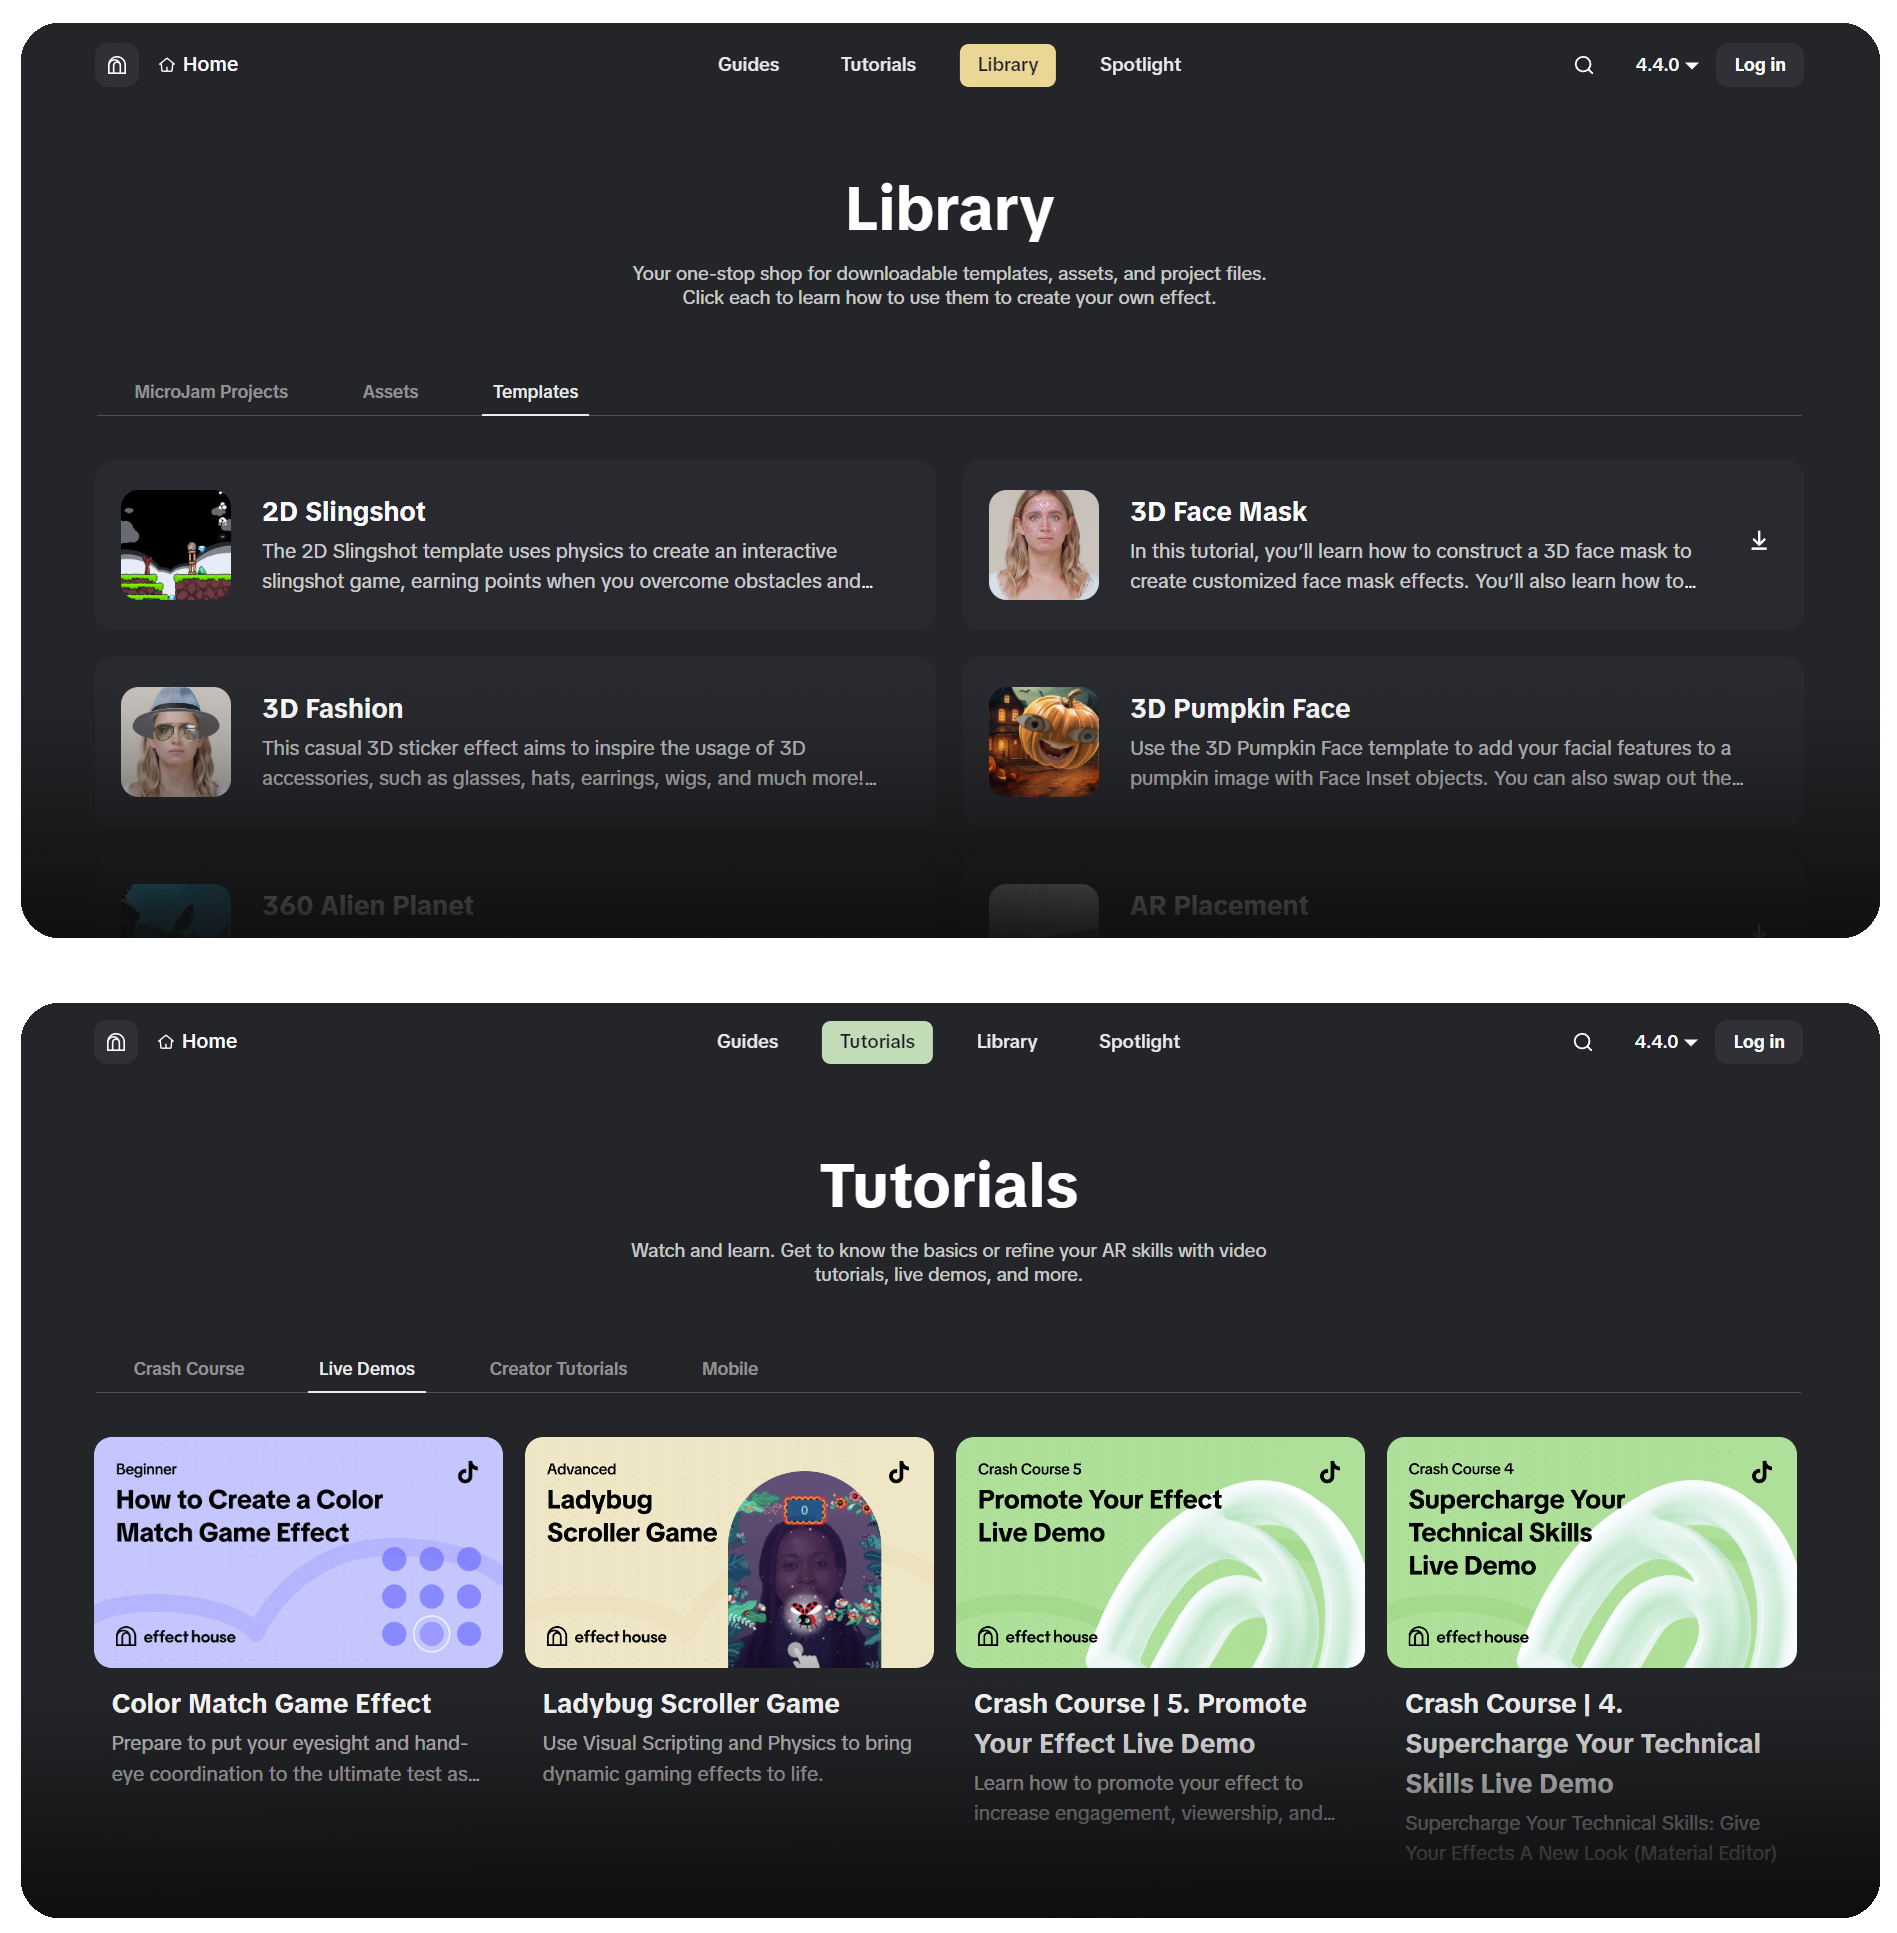 Home
Guides
Tutorials
Library
Spotlight
4.4.0
Log in
Library
Your one-stop shop for downloadable templates, assets, and project files.
Click each to learn how to use them to create your own effect.
MicroJam Projects
Assets
Templates
2D Slingshot
The 2D Slingshot template uses physics to create an interactive
slingshot game, earning points when you overcome obstacles and...
3D Face Mask
In this tutorial, you’ll learn how to construct a 3D face mask to
create customized face mask effects. You’ll also learn how to...
3D Fashion
This casual 3D sticker effect aims to inspire the usage of 3D
accessories, such as glasses, hats, earrings, wigs, and much more!...
3D Pumpkin Face
Use the 3D Pumpkin Face template to add your facial features to a
pumpkin image with Face Inset objects. You can also swap out the...
360 Alien Planet
AR Placement
Home
Guides
Tutorials
Library
Spotlight
4.4.0
Log in
Tutorials
Watch and learn. Get to know the basics or refine your AR skills with video
tutorials, live demos, and more.
Crash Course
Live Demos
Creator Tutorials
Mobile
Beginner
How to Create a Color
Match Game Effect
effect house
Color Match Game Effect
Prepare to put your eyesight and hand-
eye coordination to the ultimate test as...
Advanced
Ladybug
Scroller Game
0
effect house
Ladybug Scroller Game
Use Visual Scripting and Physics to bring
dynamic gaming effects to life.
Crash Course 5
Promote Your Effect
Live Demo
effect house
Crash Course | 5. Promote
Your Effect Live Demo
Learn how to promote your effect to
increase engagement, viewership, and...
Crash Course 4
Supercharge Your
Technical Skills
Live Demo
effect house
Crash Course | 4.
Supercharge Your Technical
Skills Live Demo
Supercharge Your Technical Skills: Give
Your Effects A New Look (Material Editor)